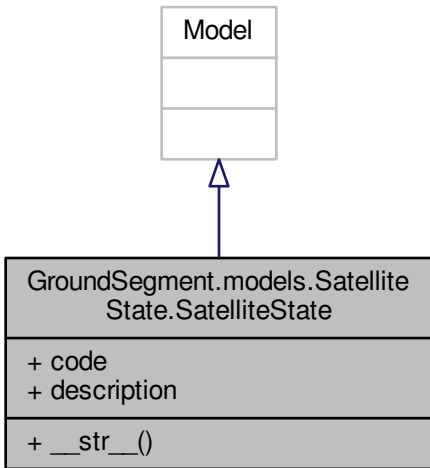 Model
GroundSegment.models.Satellite
State.SatelliteState
+ code
+ description
+ __str__()